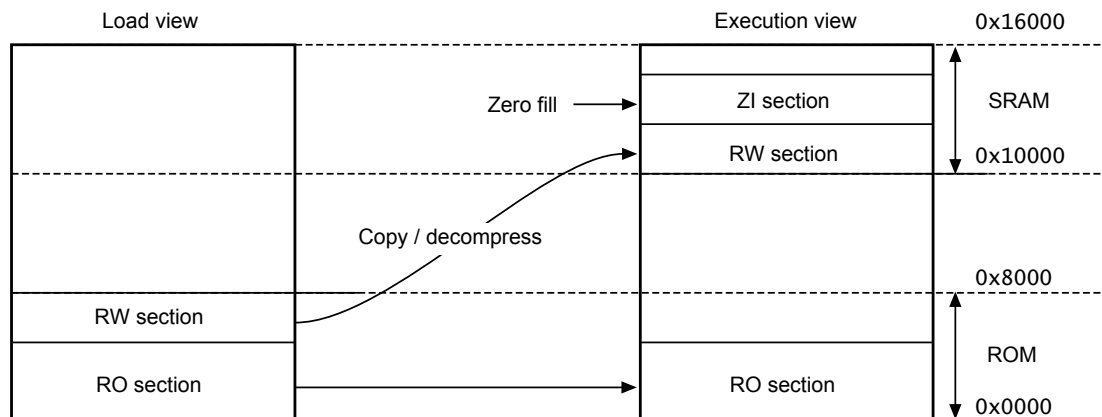 Load view
Execution view
0x16000
Zero fill
ZI section
SRAM
RW section
0x10000
Copy / decompress
0x8000
RW section
ROM
RO section
RO section
0x0000